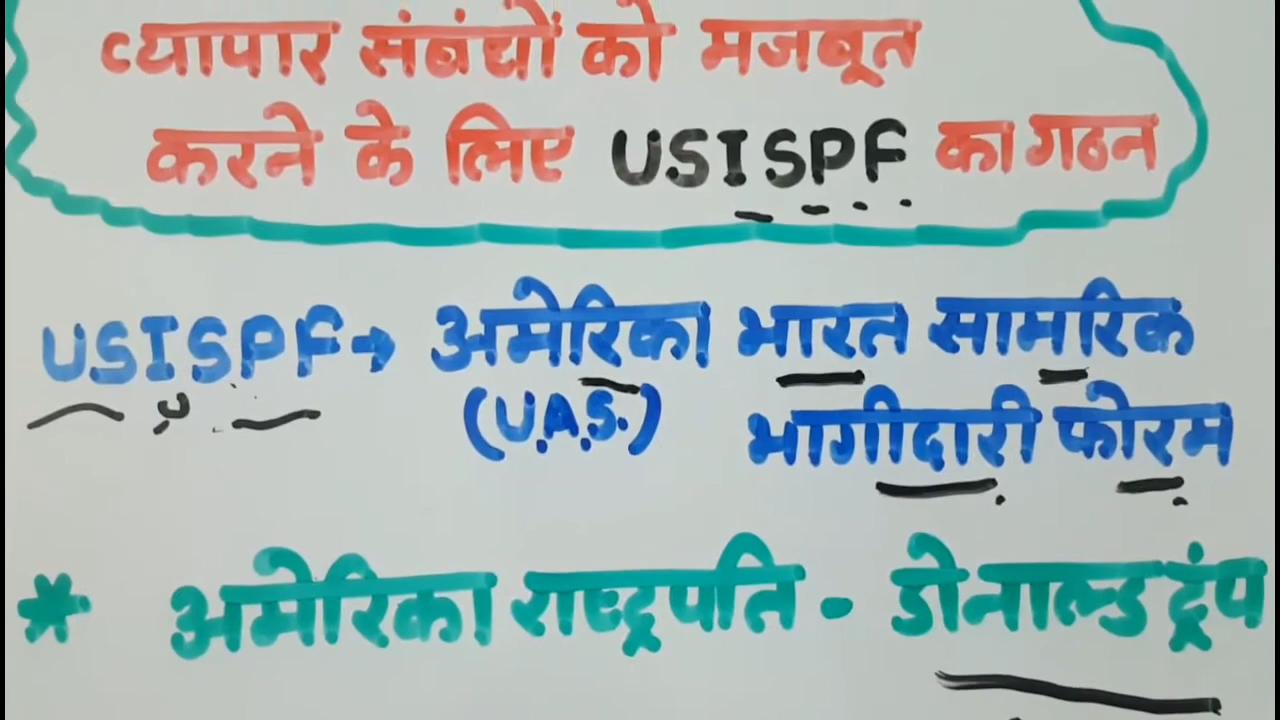 व्यापार संबंधों को मजबूत
करने के लिए USISPF का गठन
USISPF→ अमेरिका भारत सामरिक
(U.A.S.) भागीदारी फोरम
* अमेरिका राष्ट्रपति - डोनाल्ड ट्रंप